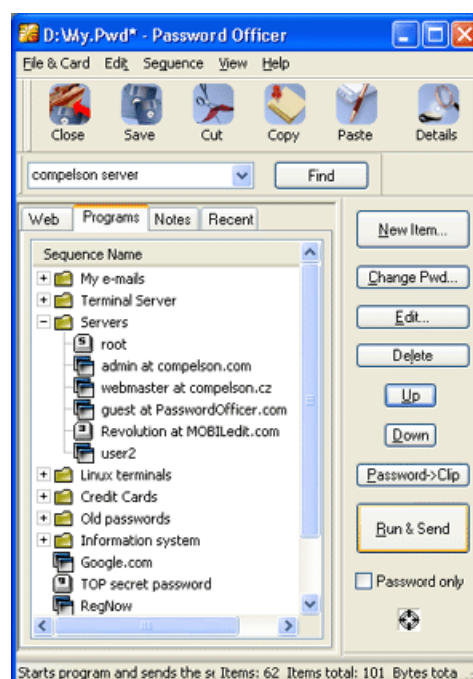 D:\My.Pwd* - Password Officer
File & Card Edit Sequence View Help
Close Save Cut Copy Paste Details
compelson server Find
Web Programs Notes Recent
Sequence Name
My e-mails
Terminal Server
Servers
root
admin at compelson.com
webmaster at compelson.cz
guest at PasswordOfficer.com
Revolution at MOBILedit.com
user2
Linux terminals
Credit Cards
Old passwords
Information system
Google.com
TOP secret password
RegNow
New Item...
Change Pwd...
Edit...
Delete
Up
Down
Password->Clip
Run & Send
Password only
Starts program and sends the se Items: 62 Items total: 101 Bytes tota